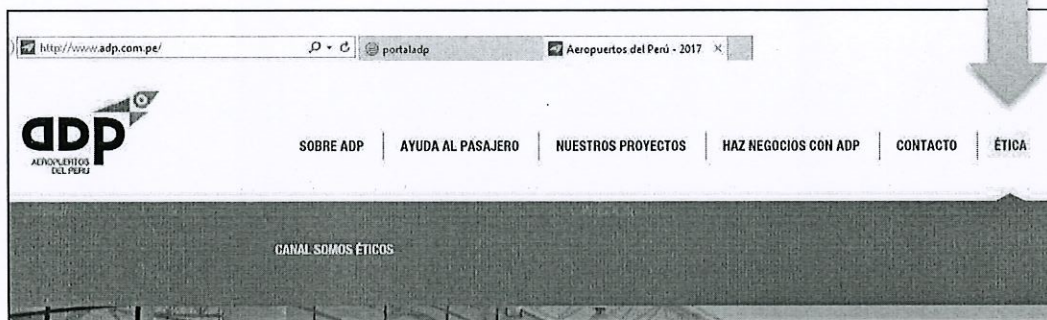 http://www.adp.com.pe/ portaladp Aeropuertos del Perú - 2017
adp
AEROPUERTOS
DEL PERÚ
SOBRE ADP AYUDA AL PASAJERO NUESTROS PROYECTOS HAZ NEGOCIOS CON ADP CONTACTO ÉTICA
CANAL SOMOS ÉTICOS